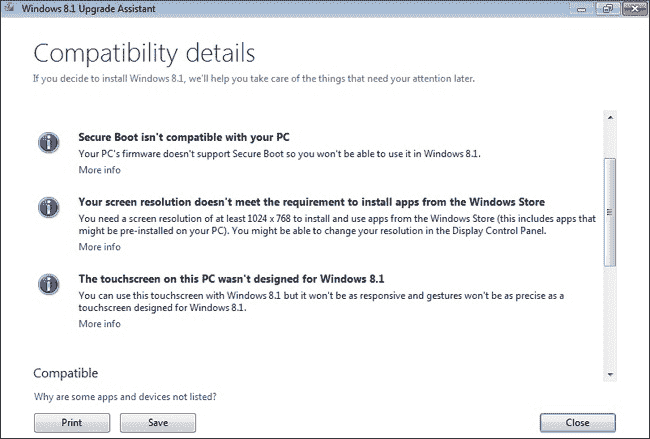 Windows 8.1 Upgrade Assistant
Compatibility details
If you decide to install Windows 8.1, we'll help you take care of the things that need your attention later.
Secure Boot isn't compatible with your PC
Your PC's firmware doesn't support Secure Boot so you won't be able to use it in Windows 8.1.
More info
Your screen resolution doesn't meet the requirement to install apps from the Windows Store
You need a screen resolution of at least 1024 x 768 to install and use apps from the Windows Store (this includes apps that
might be pre-installed on your PC). You might be able to change your resolution in the Display Control Panel.
More info
The touchscreen on this PC wasn't designed for Windows 8.1
You can use this touchscreen with Windows 8.1 but it won't be as responsive and gestures won't be as precise as a
touchscreen designed for Windows 8.1.
More info
Compatible
Why are some apps and devices not listed?
Print
Save
Close